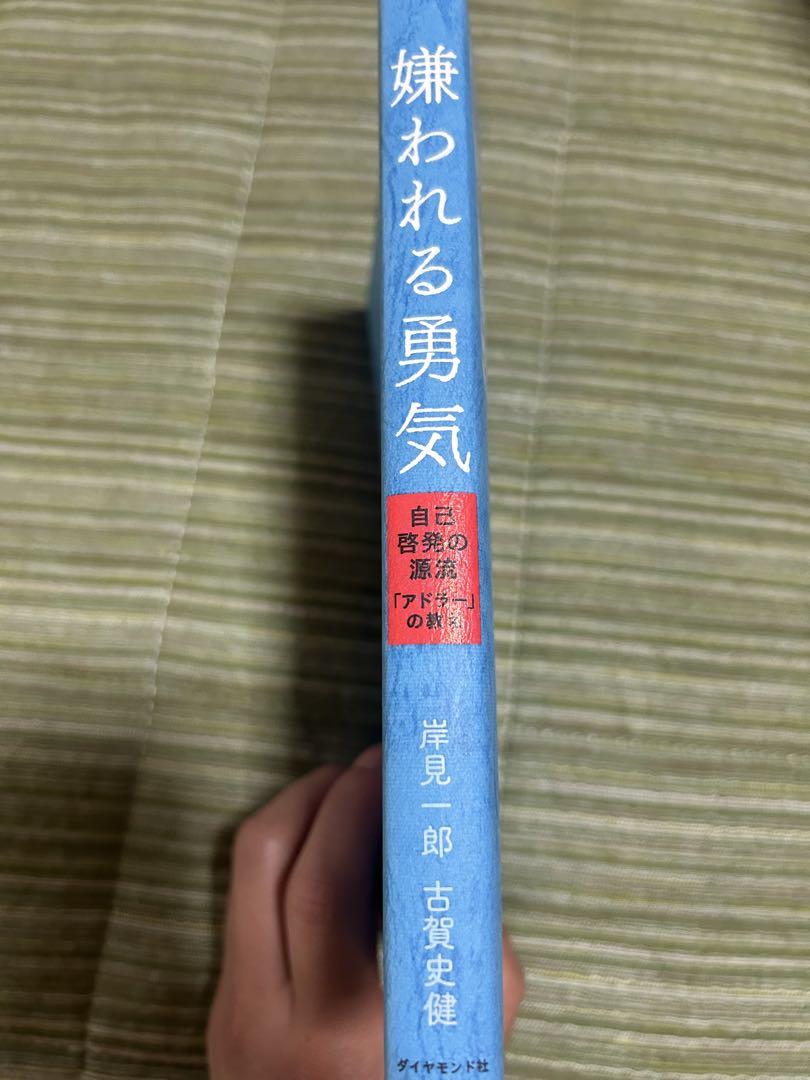 嫌われる勇気
自己
啓発の
源流
「アドラー」
の教え
岸見一郎 古賀史健
ダイヤモンド社